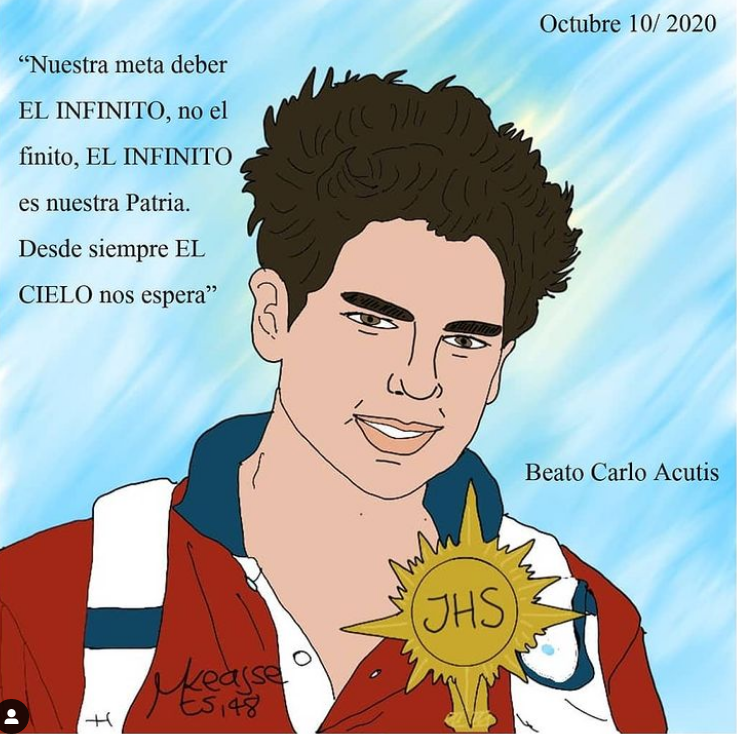 Octubre 10/ 2020
“Nuestra meta deber
EL INFINITO, no el
finito, EL INFINITO
es nuestra Patria.
Desde siempre EL
CIELO nos espera”
Beato Carlo Acutis
JHS